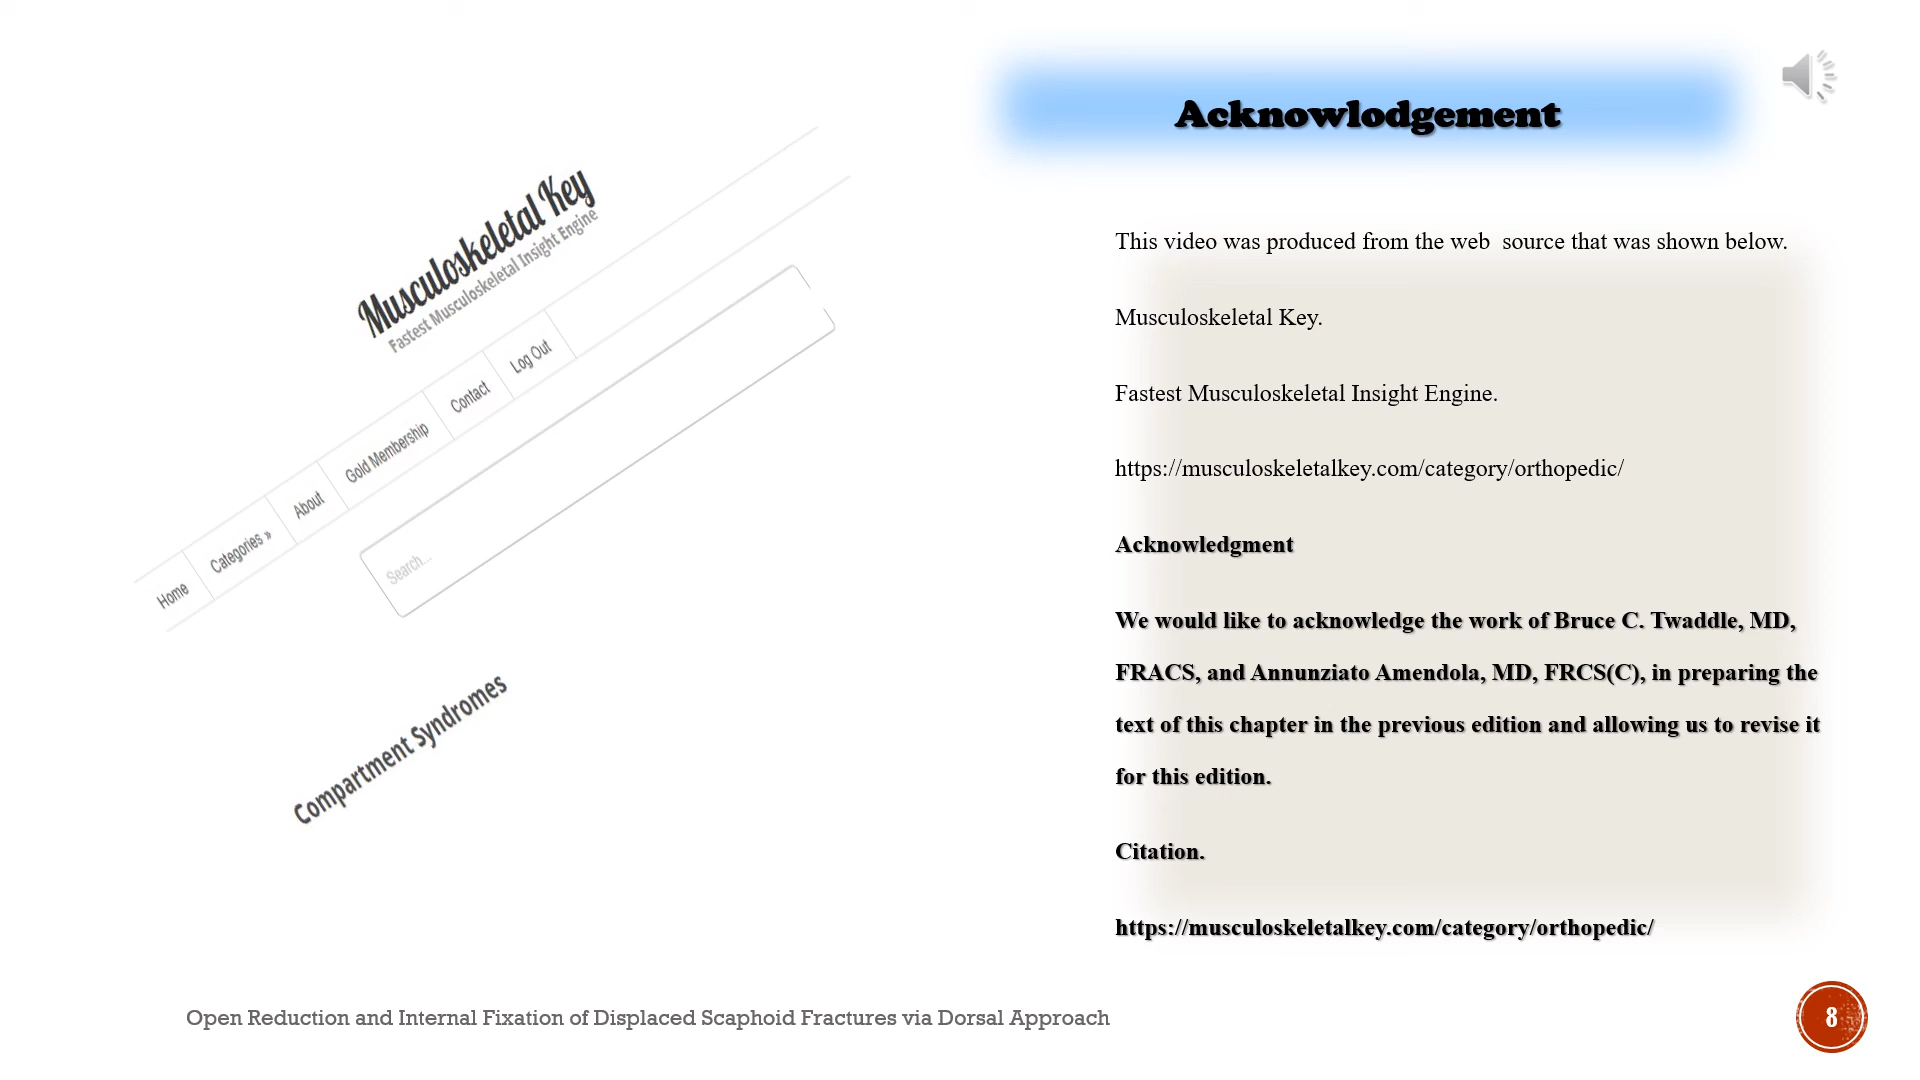 Musculoskeletal Key
Fastest Musculoskeletal Insight Engine
Home
Categories »
About
Gold Membership
Contact
Log Out
Search...
Compartment Syndromes
Acknowlodgement
This video was produced from the web  source that was shown below.
Musculoskeletal Key.
Fastest Musculoskeletal Insight Engine.
https://musculoskeletalkey.com/category/orthopedic/
Acknowledgment
We would like to acknowledge the work of Bruce C. Twaddle, MD,
FRACS, and Annunziato Amendola, MD, FRCS(C), in preparing the
text of this chapter in the previous edition and allowing us to revise it
for this edition.
Citation.
https://musculoskeletalkey.com/category/orthopedic/
Open Reduction and Internal Fixation of Displaced Scaphoid Fractures via Dorsal Approach
8